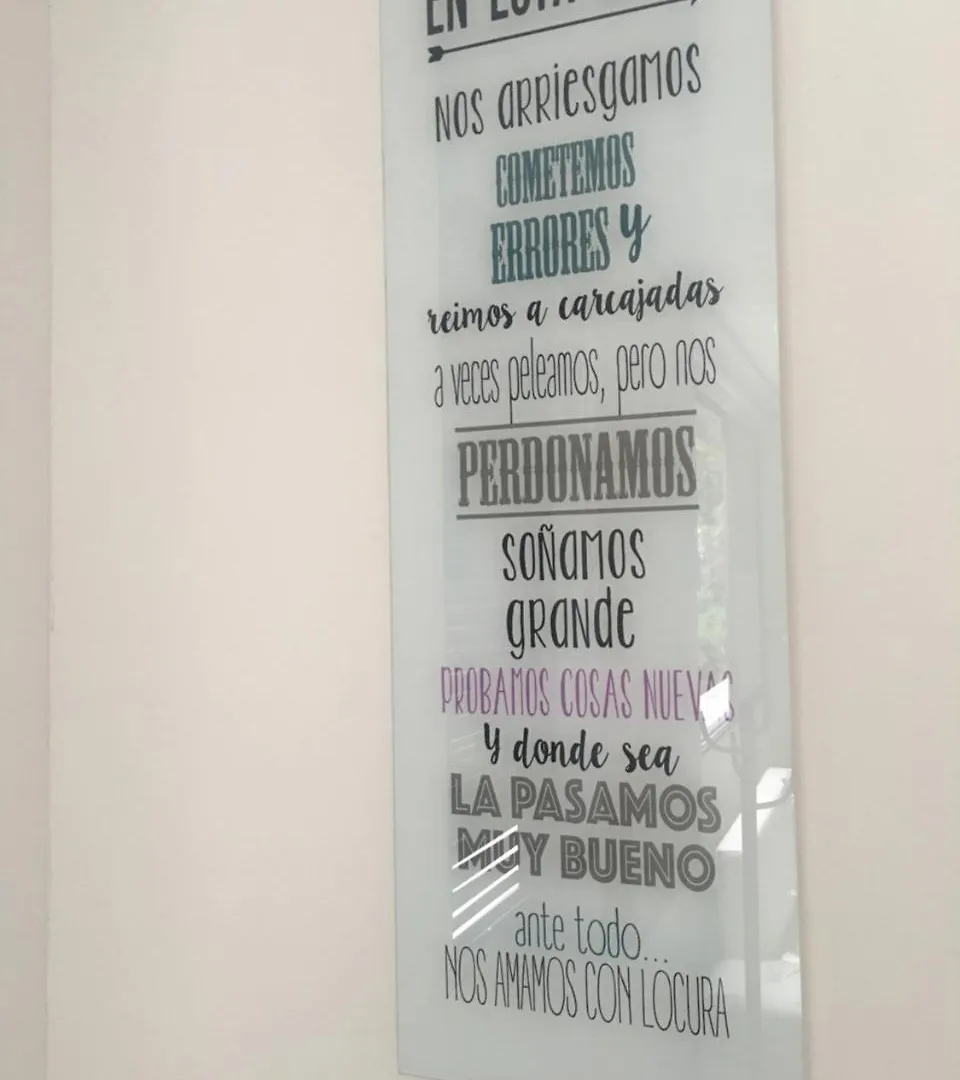 EN
NOS aRRiesgamos
COMETEMOS
ERRORES y
reimos a carcajadas
a veces peleamos, pero nos
PERDONAMOS
SOÑamos
gRande
PROBAMOS COSAS NUEVAS
y donde sea
LA PASAMOS
MUY BUENO
ante todo...
NOS AMAMOS CON LOCURA